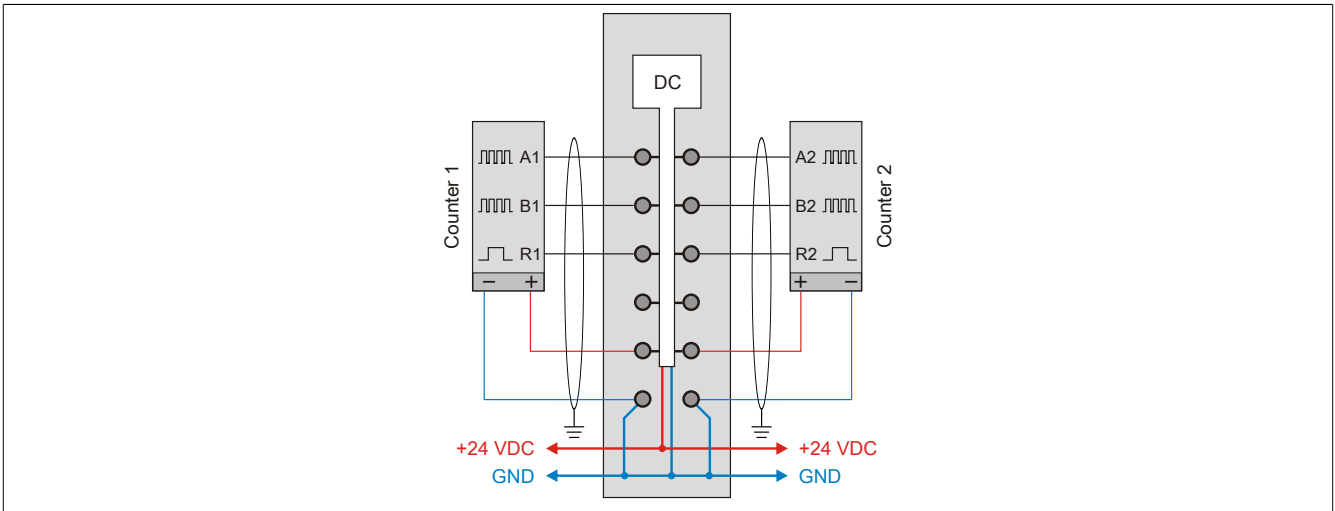 DC
Counter 1
A1
B1
R1
− +
A2
B2
R2
+ −
Counter 2
+24 VDC
+24 VDC
GND
GND